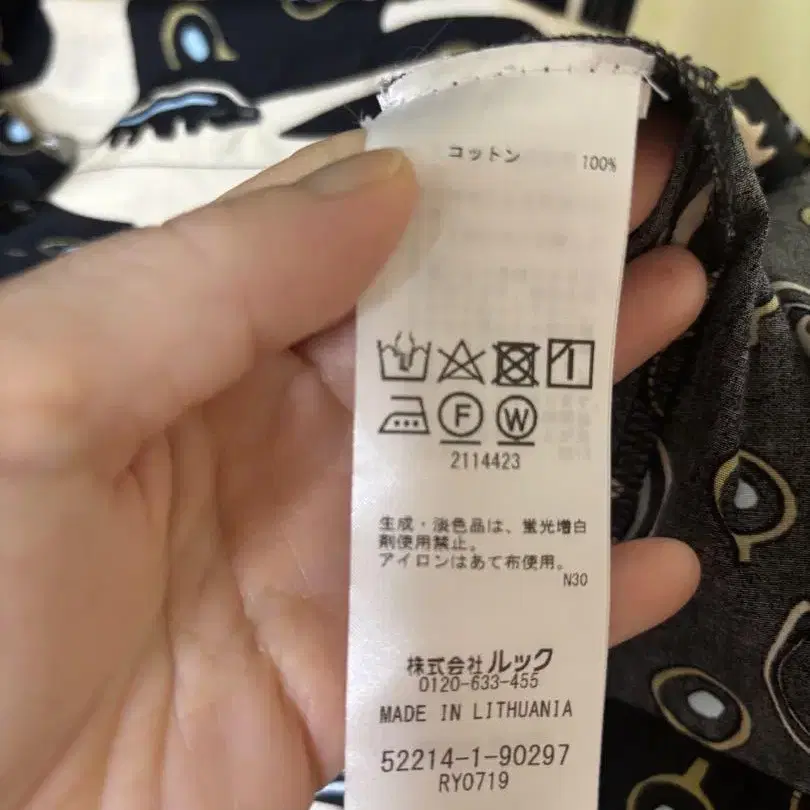 コットン 100%
F W
2114423
生成・淡色品は、蛍光増白
剤使用禁止。
アイロンはあて布使用。
N30
株式会社ルック
0120-633-455
MADE IN LITHUANIA
52214-1-90297
RY0719